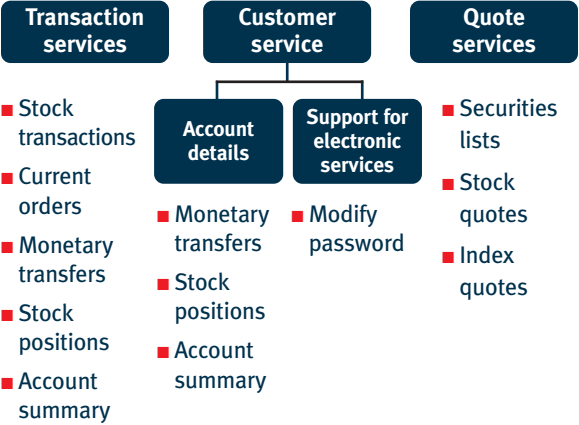 Transaction
services
Stock
transactions
Current
orders
Monetary
transfers
Stock
positions
Account
summary
Customer
service
Account
details
Monetary
transfers
Stock
positions
Account
summary
Support for
electronic
services
Modify
password
Quote
services
Securities
lists
Stock
quotes
Index
quotes